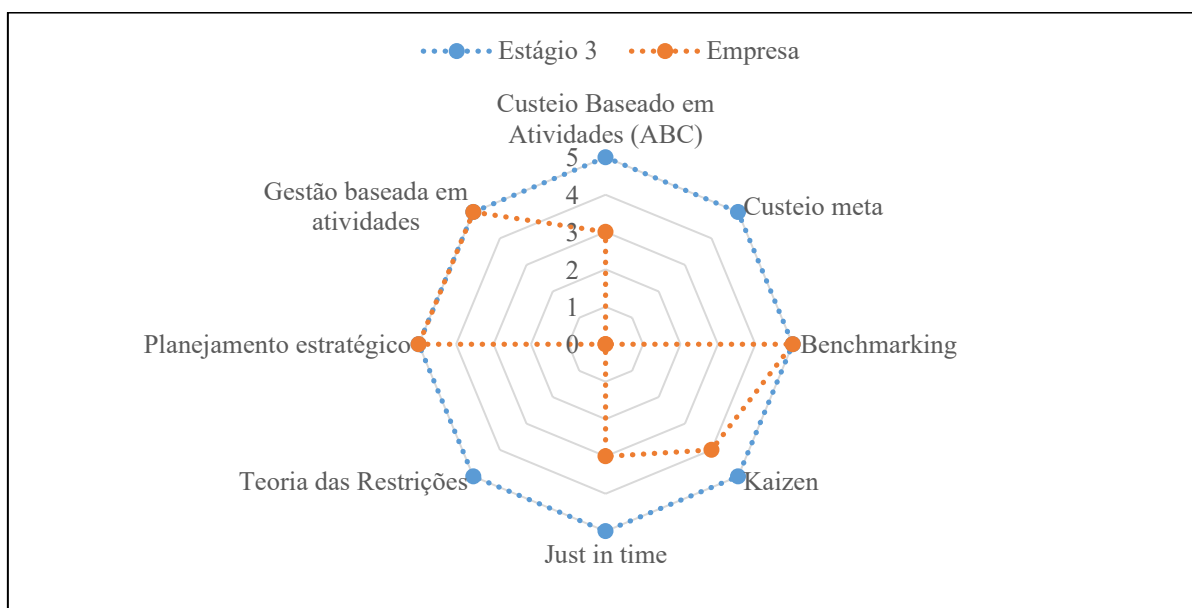 Estágio 3 Empresa
Custeio Baseado em
Atividades (ABC)
5
Gestão baseada em
atividades
Custeio meta
4
3
2
1
Planejamento estratégico
0
Benchmarking
Teoria das Restrições
Kaizen
Just in time